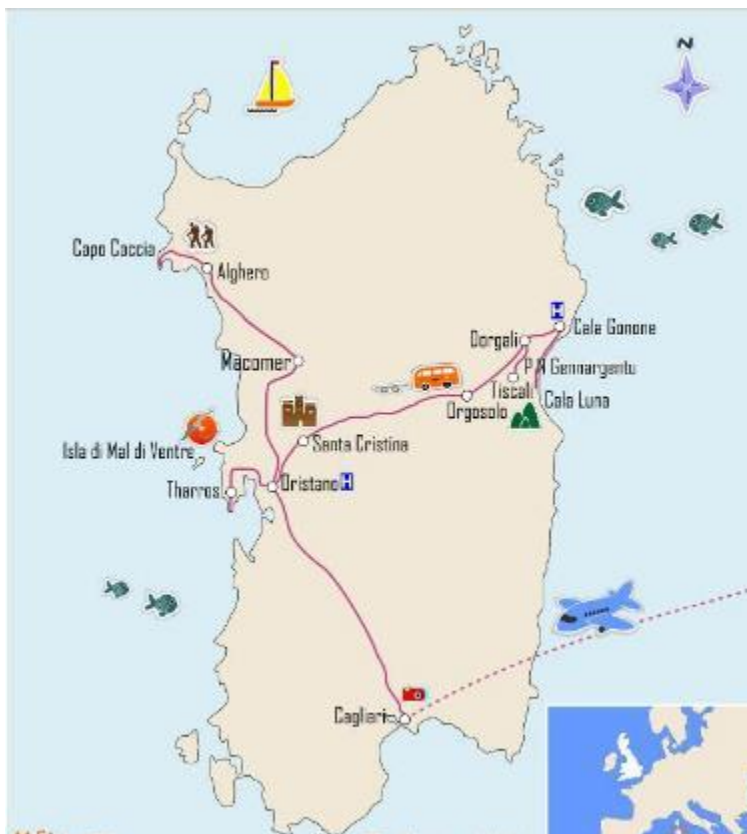 N
Capo Caccia
Alghero
H
Cala Gonone
Dorgali
Macomer
P N Gennargentu
Tiscali
Cala Luna
Orgosolo
Santa Cristina
Isla di Mal di Ventre
Tharros
Oristano H
Cagliari